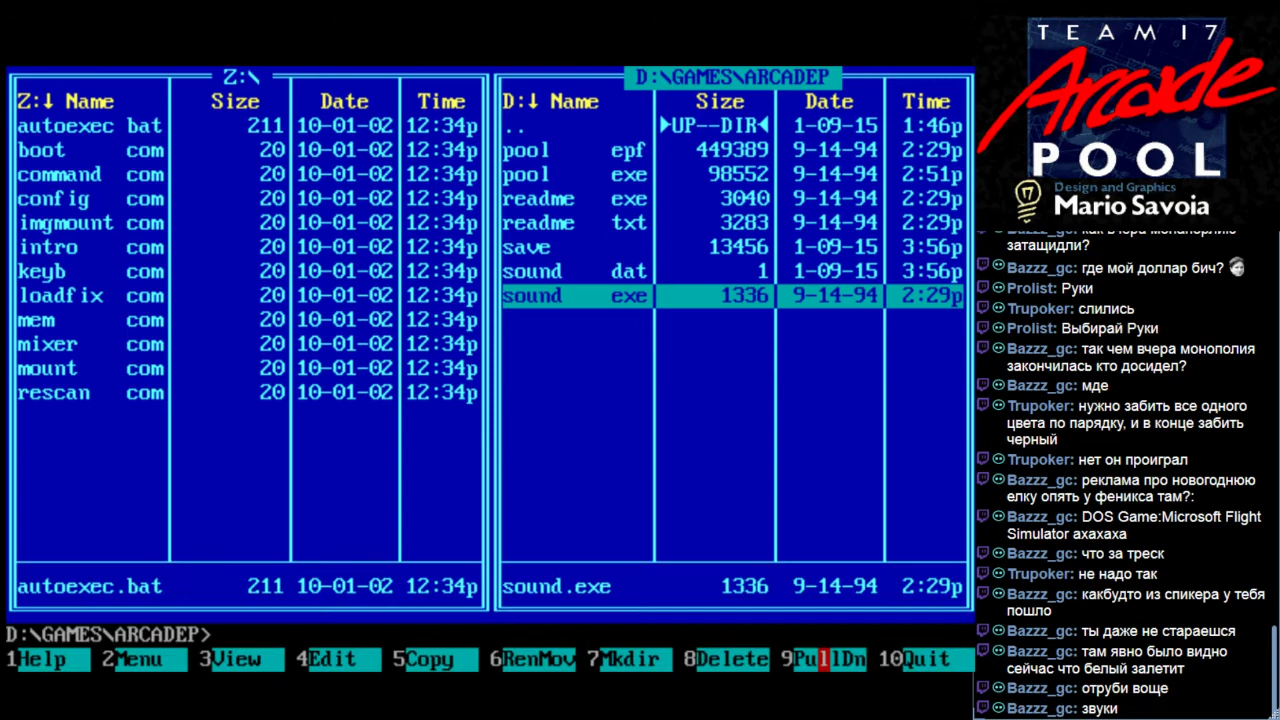 Z:\
Z:↓ Name Size Date Time
autoexec bat 211 10-01-02 12:34p
boot com 20 10-01-02 12:34p
command com 20 10-01-02 12:34p
config com 20 10-01-02 12:34p
imgmount com 20 10-01-02 12:34p
intro com 20 10-01-02 12:34p
keyb com 20 10-01-02 12:34p
loadfix com 20 10-01-02 12:34p
mem com 20 10-01-02 12:34p
mixer com 20 10-01-02 12:34p
mount com 20 10-01-02 12:34p
rescan com 20 10-01-02 12:34p
autoexec.bat 211 10-01-02 12:34p
D:\GAMES\ARCADEP
D:↓ Name Size Date Time
.. ►UP--DIR◄ 1-09-15 1:46p
pool epf 449389 9-14-94 2:29p
pool exe 98552 9-14-94 2:51p
readme exe 3040 9-14-94 2:29p
readme txt 3283 9-14-94 2:29p
save 13456 1-09-15 3:56p
sound dat 1 1-09-15 3:56p
sound exe 1336 9-14-94 2:29p
sound.exe 1336 9-14-94 2:29p
D:\GAMES\ARCADEP>
1Help 2Menu 3View 4Edit 5Copy 6RenMov 7Mkdir 8Delete 9PullDn 10Quit
TEAM 17
Arcade
POOL
17
Design and Graphics
Mario Savoia
затащидли?
Bazzz_gc: где мой доллар бич?
Prolist: Руки
Trupoker: слились
Prolist: Выбирай Руки
Bazzz_gc: так чем вчера монополия
закончилась кто досидел?
Bazzz_gc: мде
Trupoker: нужно забить все одного
цвета по парядку, и в конце забить
черный
Trupoker: нет он проиграл
Bazzz_gc: реклама про новогоднюю
елку опять у феникса там?:
Bazzz_gc: DOS Game:Microsoft Flight
Simulator ахахаха
Bazzz_gc: что за треск
Trupoker: не надо так
Bazzz_gc: какбудто из спикера у тебя
пошло
Bazzz_gc: ты даже не стараешся
Bazzz_gc: там явно было видно
сейчас что белый залетит
Bazzz_gc: отруби воще
Bazzz_gc: звуки